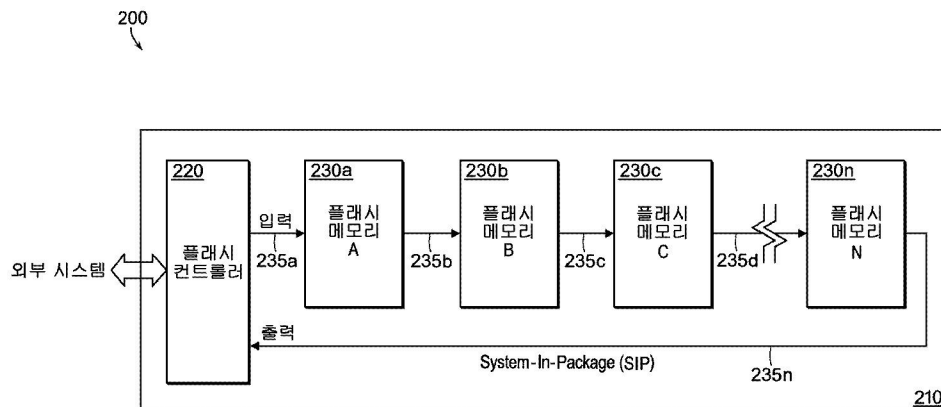 200
220
230a
230b
230c
230n
플래시
컨트롤러
입력
235a
플래시
메모리
A
235b
플래시
메모리
B
235c
플래시
메모리
C
235d
플래시
메모리
N
외부 시스템
출력
System-In-Package (SIP)
235n
210